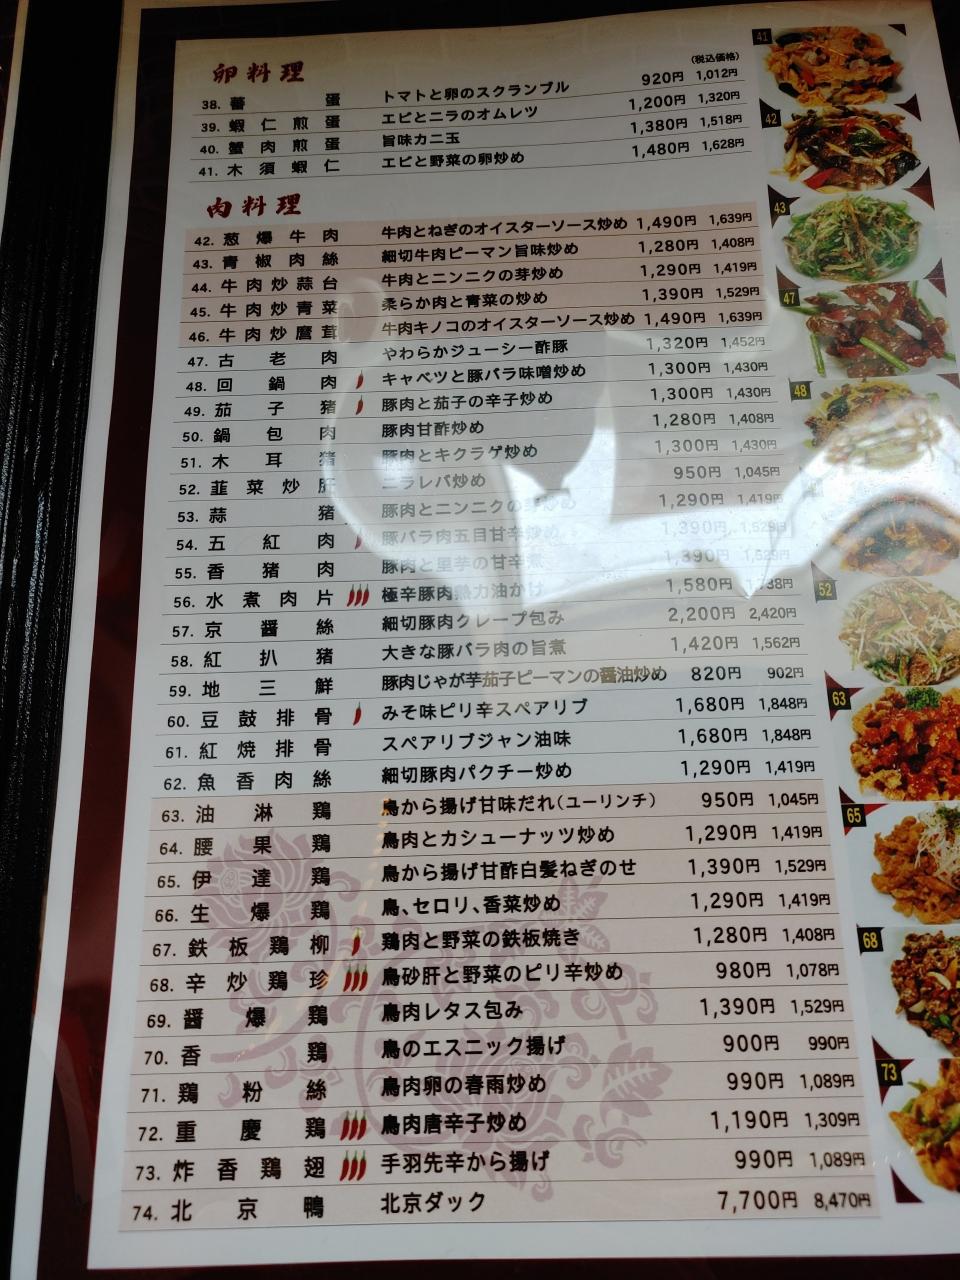 卵料理
(税込価格)
38. 蕃 蛋 トマトと卵のスクランブル 920円 1,012円
39. 蝦仁煎蛋 エビとニラのオムレツ 1,200円 1,320円
40. 蟹肉煎蛋 旨味カニ玉 1,380円 1,518円
41. 木須蝦仁 エビと野菜の卵炒め 1,480円 1,628円
肉料理
42. 葱爆牛肉 牛肉とねぎのオイスターソース炒め 1,490円 1,639円
43. 青椒肉絲 細切牛肉ピーマン旨味炒め 1,280円 1,408円
44. 牛肉炒蒜台 牛肉とニンニクの芽炒め 1,290円 1,419円
45. 牛肉炒青菜 柔らか肉と青菜の炒め 1,390円 1,529円
46. 牛肉炒磨茸 牛肉キノコのオイスターソース炒め 1,490円 1,639円
47. 古老肉 やわらかジューシー酢豚 1,320円 1,452円
48. 回鍋肉 キャベツと豚バラ味噌炒め 1,300円 1,430円
49. 茄子猪 豚肉と茄子の辛子炒め 1,300円 1,430円
50. 鍋包肉 豚肉甘酢炒め 1,280円 1,408円
51. 木耳猪 豚肉とキクラゲ炒め 1,300円 1,430円
52. 韮菜炒肝 ニラレバ炒め 950円 1,045円
53. 蒜猪 豚肉とニンニクの芽炒め 1,290円 1,419円
54. 五紅肉 豚バラ肉五目甘辛炒め 1,390円 1,529円
55. 香猪肉 豚肉と里芋の甘辛煮 1,390円 1,529円
56. 水煮肉片 極辛豚肉熱力油かけ 1,580円 1,738円
57. 京醤絲 細切豚肉クレープ包み 2,200円 2,420円
58. 紅扒猪 大きな豚バラ肉の旨煮 1,420円 1,562円
59. 地三鮮 豚肉じゃが芋茄子ピーマンの醤油炒め 820円 902円
60. 豆鼓排骨 みそ味ピリ辛スペアリブ 1,680円 1,848円
61. 紅焼排骨 スペアリブジャン油味 1,680円 1,848円
62. 魚香肉絲 細切豚肉パクチー炒め 1,290円 1,419円
63. 油淋鶏 鳥から揚げ甘味だれ(ユーリンチ) 950円 1,045円
64. 腰果鶏 鳥肉とカシューナッツ炒め 1,290円 1,419円
65. 伊達鶏 鳥から揚げ甘酢白髪ねぎのせ 1,390円 1,529円
66. 生爆鶏 鳥、セロリ、香菜炒め 1,290円 1,419円
67. 鉄板鶏柳 鶏肉と野菜の鉄板焼き 1,280円 1,408円
68. 辛炒鶏珍 鳥砂肝と野菜のピリ辛炒め 980円 1,078円
69. 醤爆鶏 鳥肉レタス包み 1,390円 1,529円
70. 香鶏 鳥のエスニック揚げ 900円 990円
71. 鶏粉絲 鳥肉卵の春雨炒め 990円 1,089円
72. 重慶鶏 鳥肉唐辛子炒め 1,190円 1,309円
73. 炸香鶏翅 手羽先辛から揚げ 990円 1,089円
74. 北京鴨 北京ダック 7,700円 8,470円
41
42
43
47
48
52
63
65
68
73